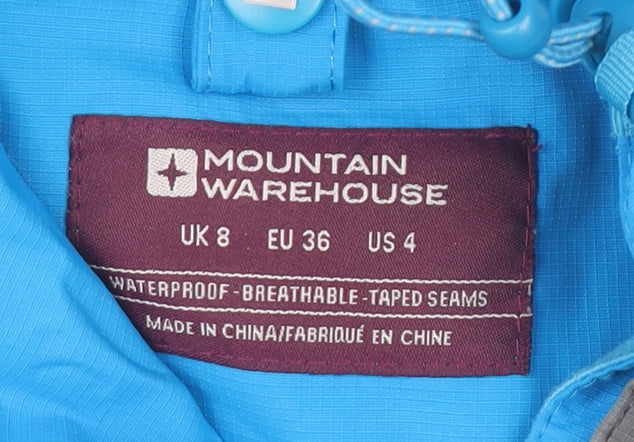 MOUNTAIN
WAREHOUSE
UK 8 EU 36 US 4
WATERPROOF-BREATHABLE-TAPED SEAMS
MADE IN CHINA/FABRIQUÉ EN CHINE